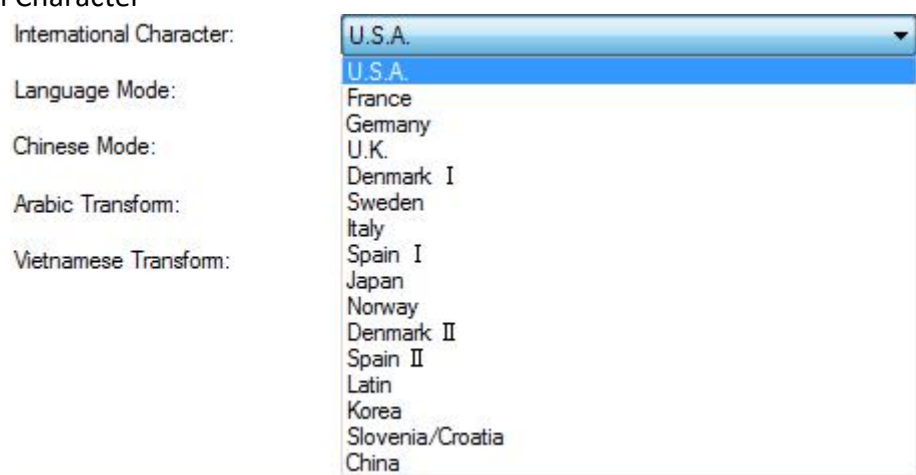 l Character
International Character:
U.S.A.
U.S.A.
France
Language Mode:
Germany
U.K.
Chinese Mode:
Denmark Ⅰ
Sweden
Arabic Transform:
Italy
Spain Ⅰ
Vietnamese Transform:
Japan
Norway
Denmark Ⅱ
Spain Ⅱ
Latin
Korea
Slovenia/Croatia
China